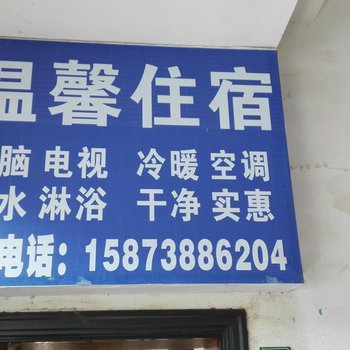 温馨住宿
脑 电视 冷暖 空调
水 淋浴 干净 实惠
电话：15873886204